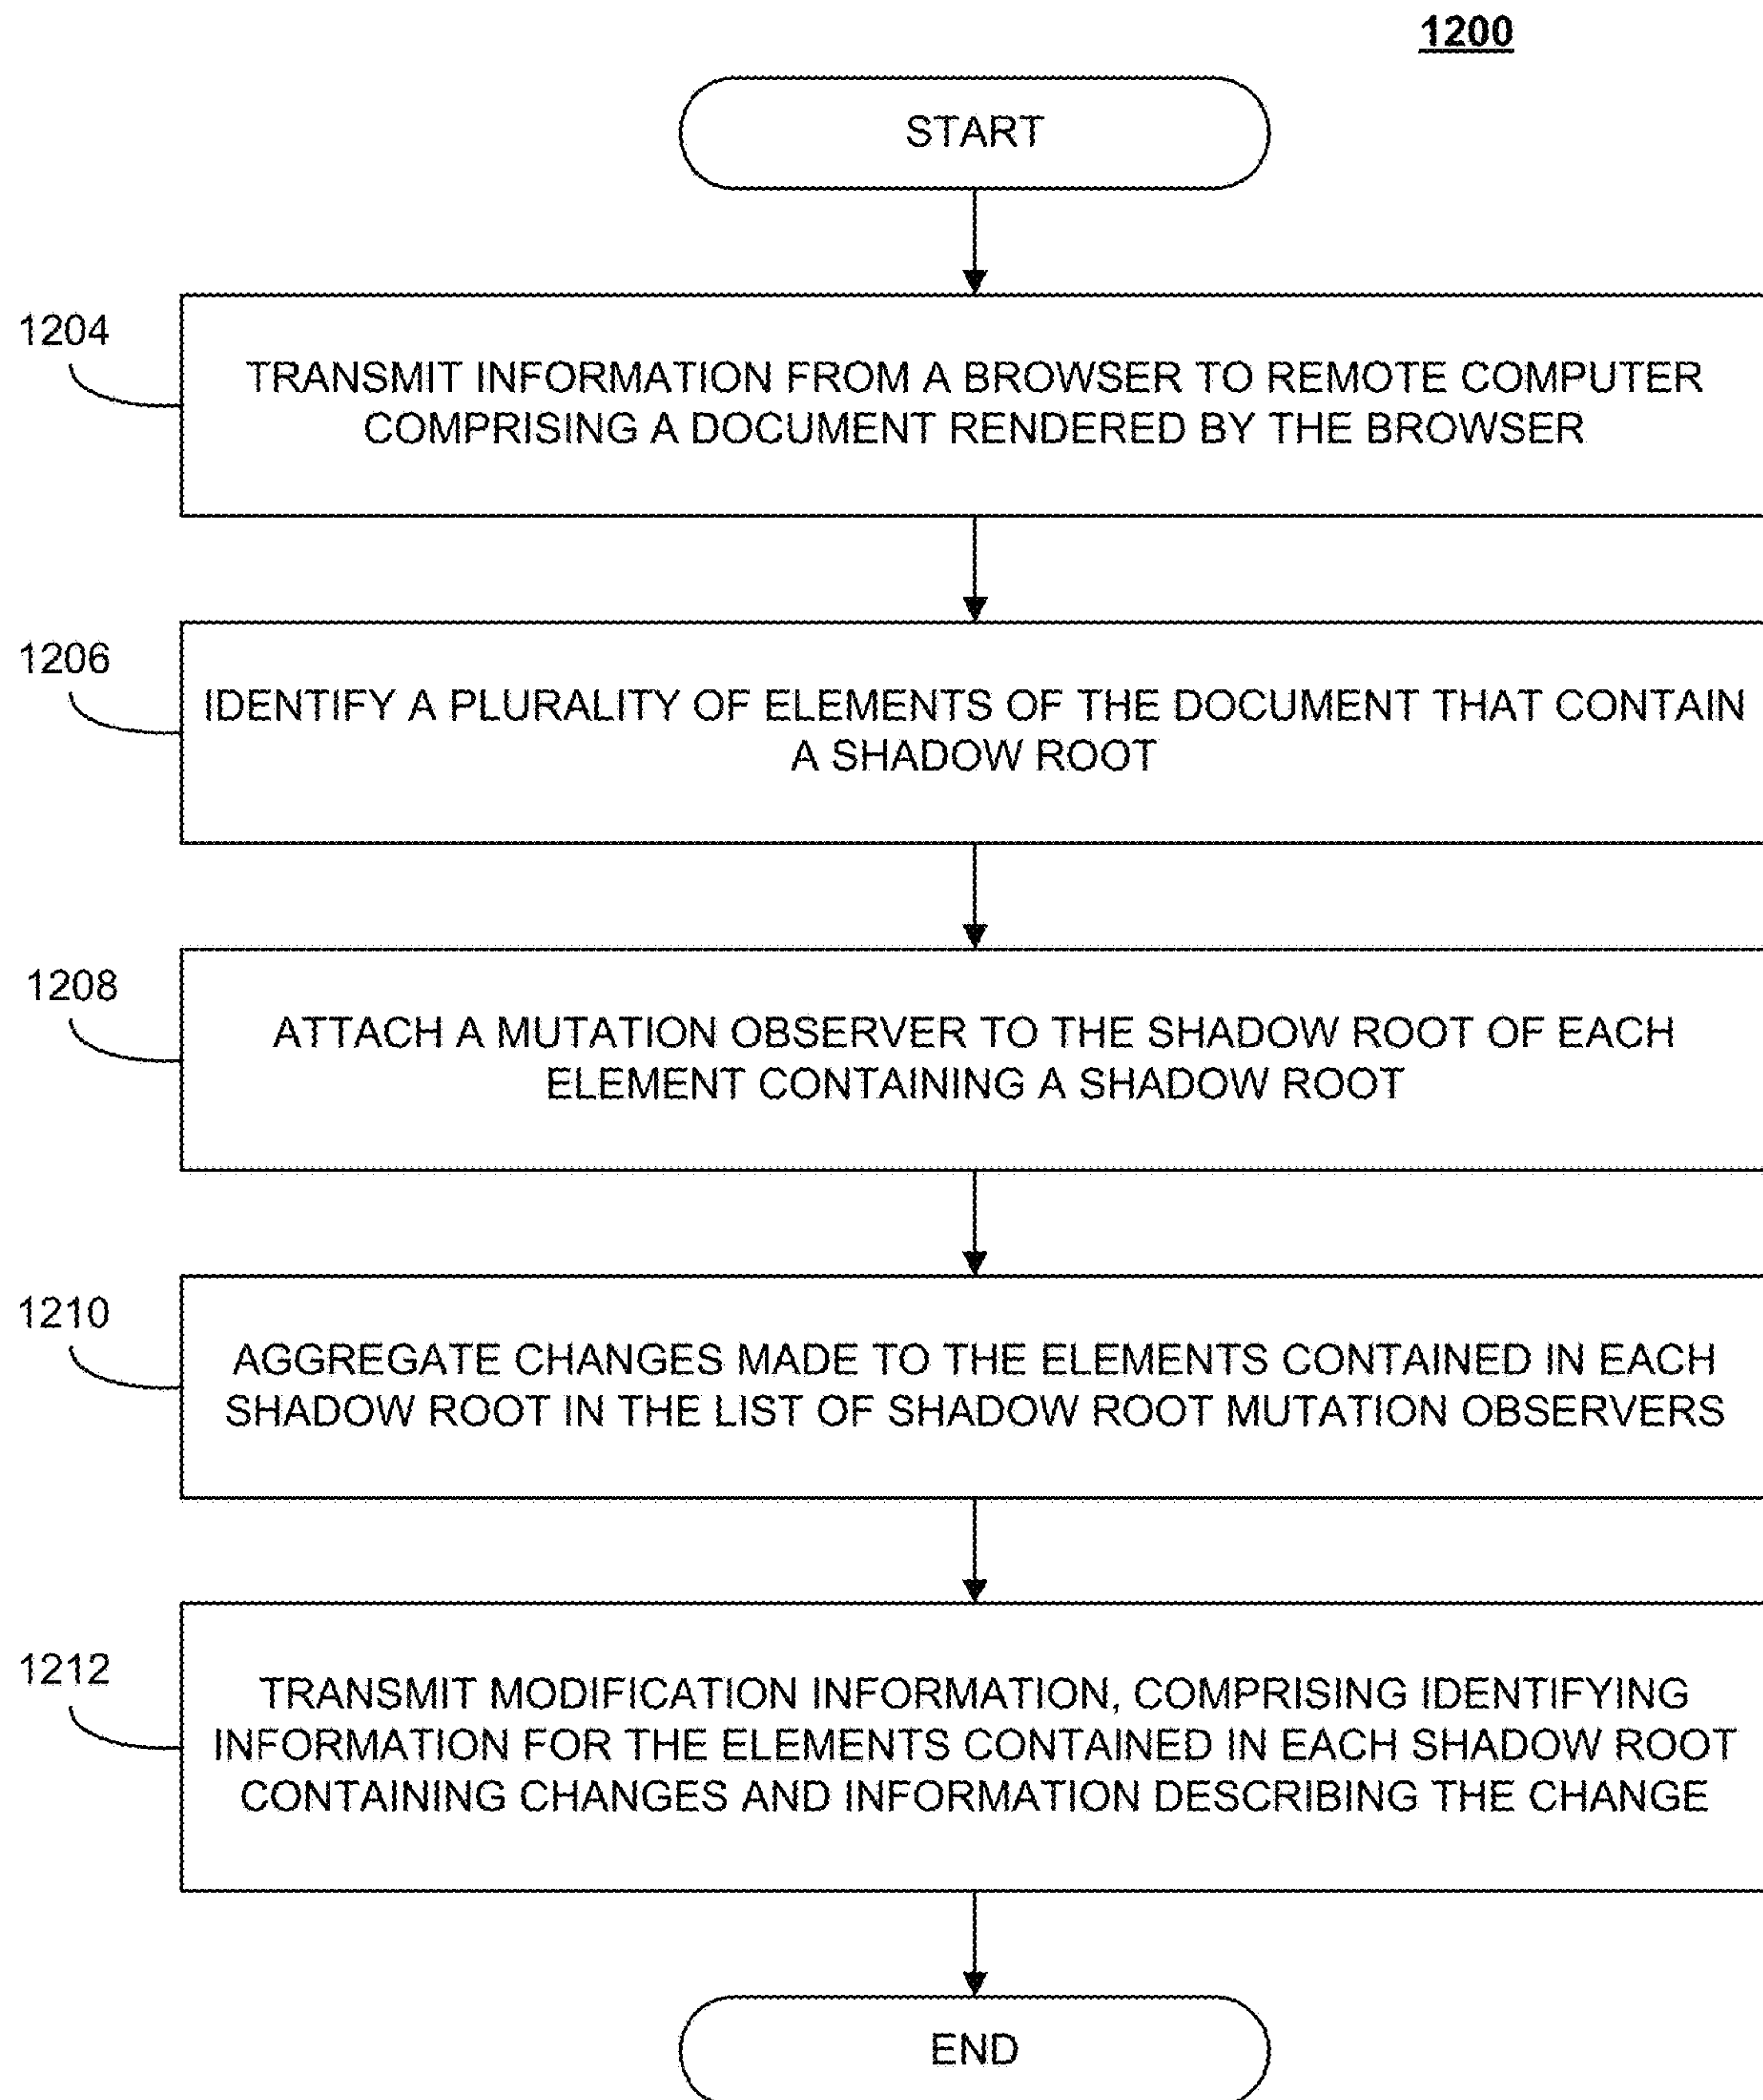 1200
START
1204
TRANSMIT INFORMATION FROM A BROWSER TO REMOTE COMPUTER
COMPRISING A DOCUMENT RENDERED BY THE BROWSER
1206
IDENTIFY A PLURALITY OF ELEMENTS OF THE DOCUMENT THAT CONTAIN
A SHADOW ROOT
1208
ATTACH A MUTATION OBSERVER TO THE SHADOW ROOT OF EACH
ELEMENT CONTAINING A SHADOW ROOT
1210
AGGREGATE CHANGES MADE TO THE ELEMENTS CONTAINED IN EACH
SHADOW ROOT IN THE LIST OF SHADOW ROOT MUTATION OBSERVERS
1212
TRANSMIT MODIFICATION INFORMATION, COMPRISING IDENTIFYING
INFORMATION FOR THE ELEMENTS CONTAINED IN EACH SHADOW ROOT
CONTAINING CHANGES AND INFORMATION DESCRIBING THE CHANGE
END